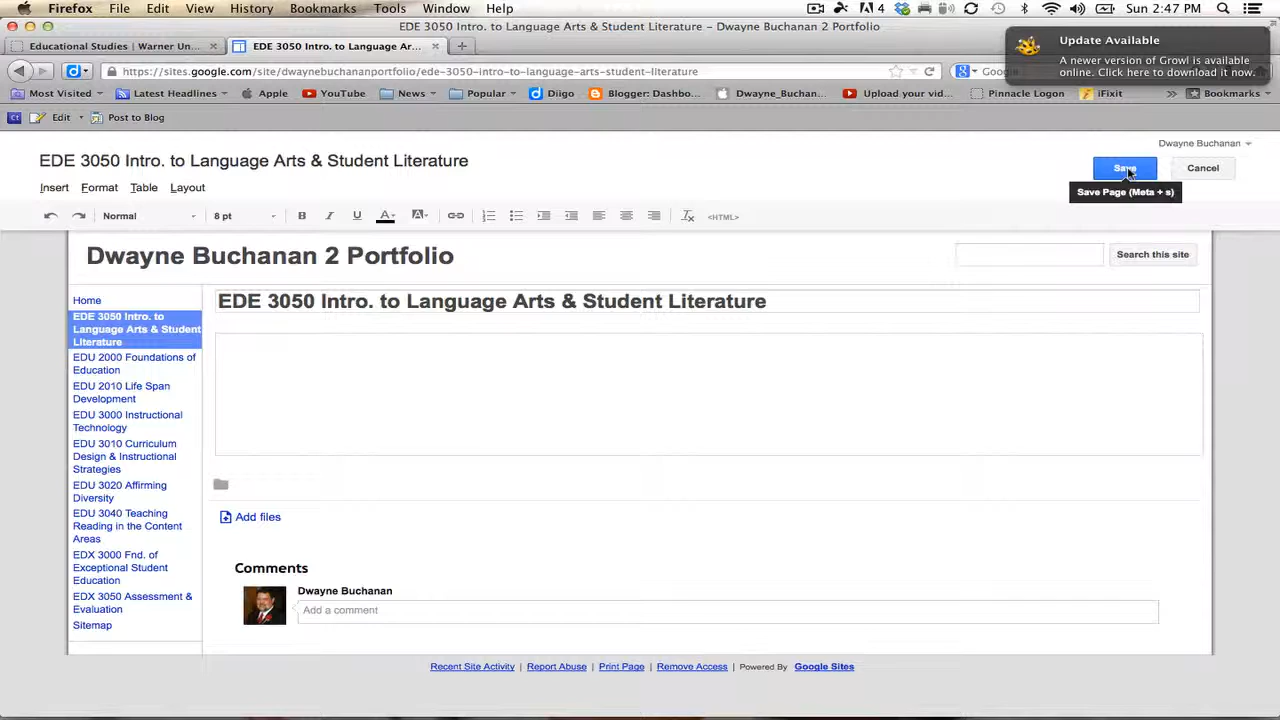 Firefox File Edit View History Bookmarks Tools Window Help 4 Sun 2:47 PM
EDE 3050 Intro. to Language Arts & Student Literature – Dwayne Buchanan 2 Portfolio
Educational Studies | Warner Un... EDE 3050 Intro. to Language Ar...
Update Available
A newer version of Growl is available
online. Click here to download it now.
https://sites.google.com/site/dwaynebuchananportfolio/ede-3050-intro-to-language-arts-student-literature
Most Visited Latest Headlines Apple YouTube News Popular Diigo Blogger: Dashbo... Dwayne_Buchan... Upload your vid... Pinnacle Logon iFixit >> Bookmarks
Edit Post to Blog
Dwayne Buchanan
EDE 3050 Intro. to Language Arts & Student Literature
Save Cancel
Insert Format Table Layout
Save Page (Meta + s)
Normal 8 pt B I U A A <HTML>
Dwayne Buchanan 2 Portfolio
Search this site
Home
EDE 3050 Intro. to
Language Arts & Student
Literature
EDU 2000 Foundations of
Education
EDU 2010 Life Span
Development
EDU 3000 Instructional
Technology
EDU 3010 Curriculum
Design & Instructional
Strategies
EDU 3020 Affirming
Diversity
EDU 3040 Teaching
Reading in the Content
Areas
EDX 3000 Fnd. of
Exceptional Student
Education
EDX 3050 Assessment &
Evaluation
Sitemap
EDE 3050 Intro. to Language Arts & Student Literature
Add files
Comments
Dwayne Buchanan
Add a comment
Recent Site Activity | Report Abuse | Print Page | Remove Access | Powered By Google Sites